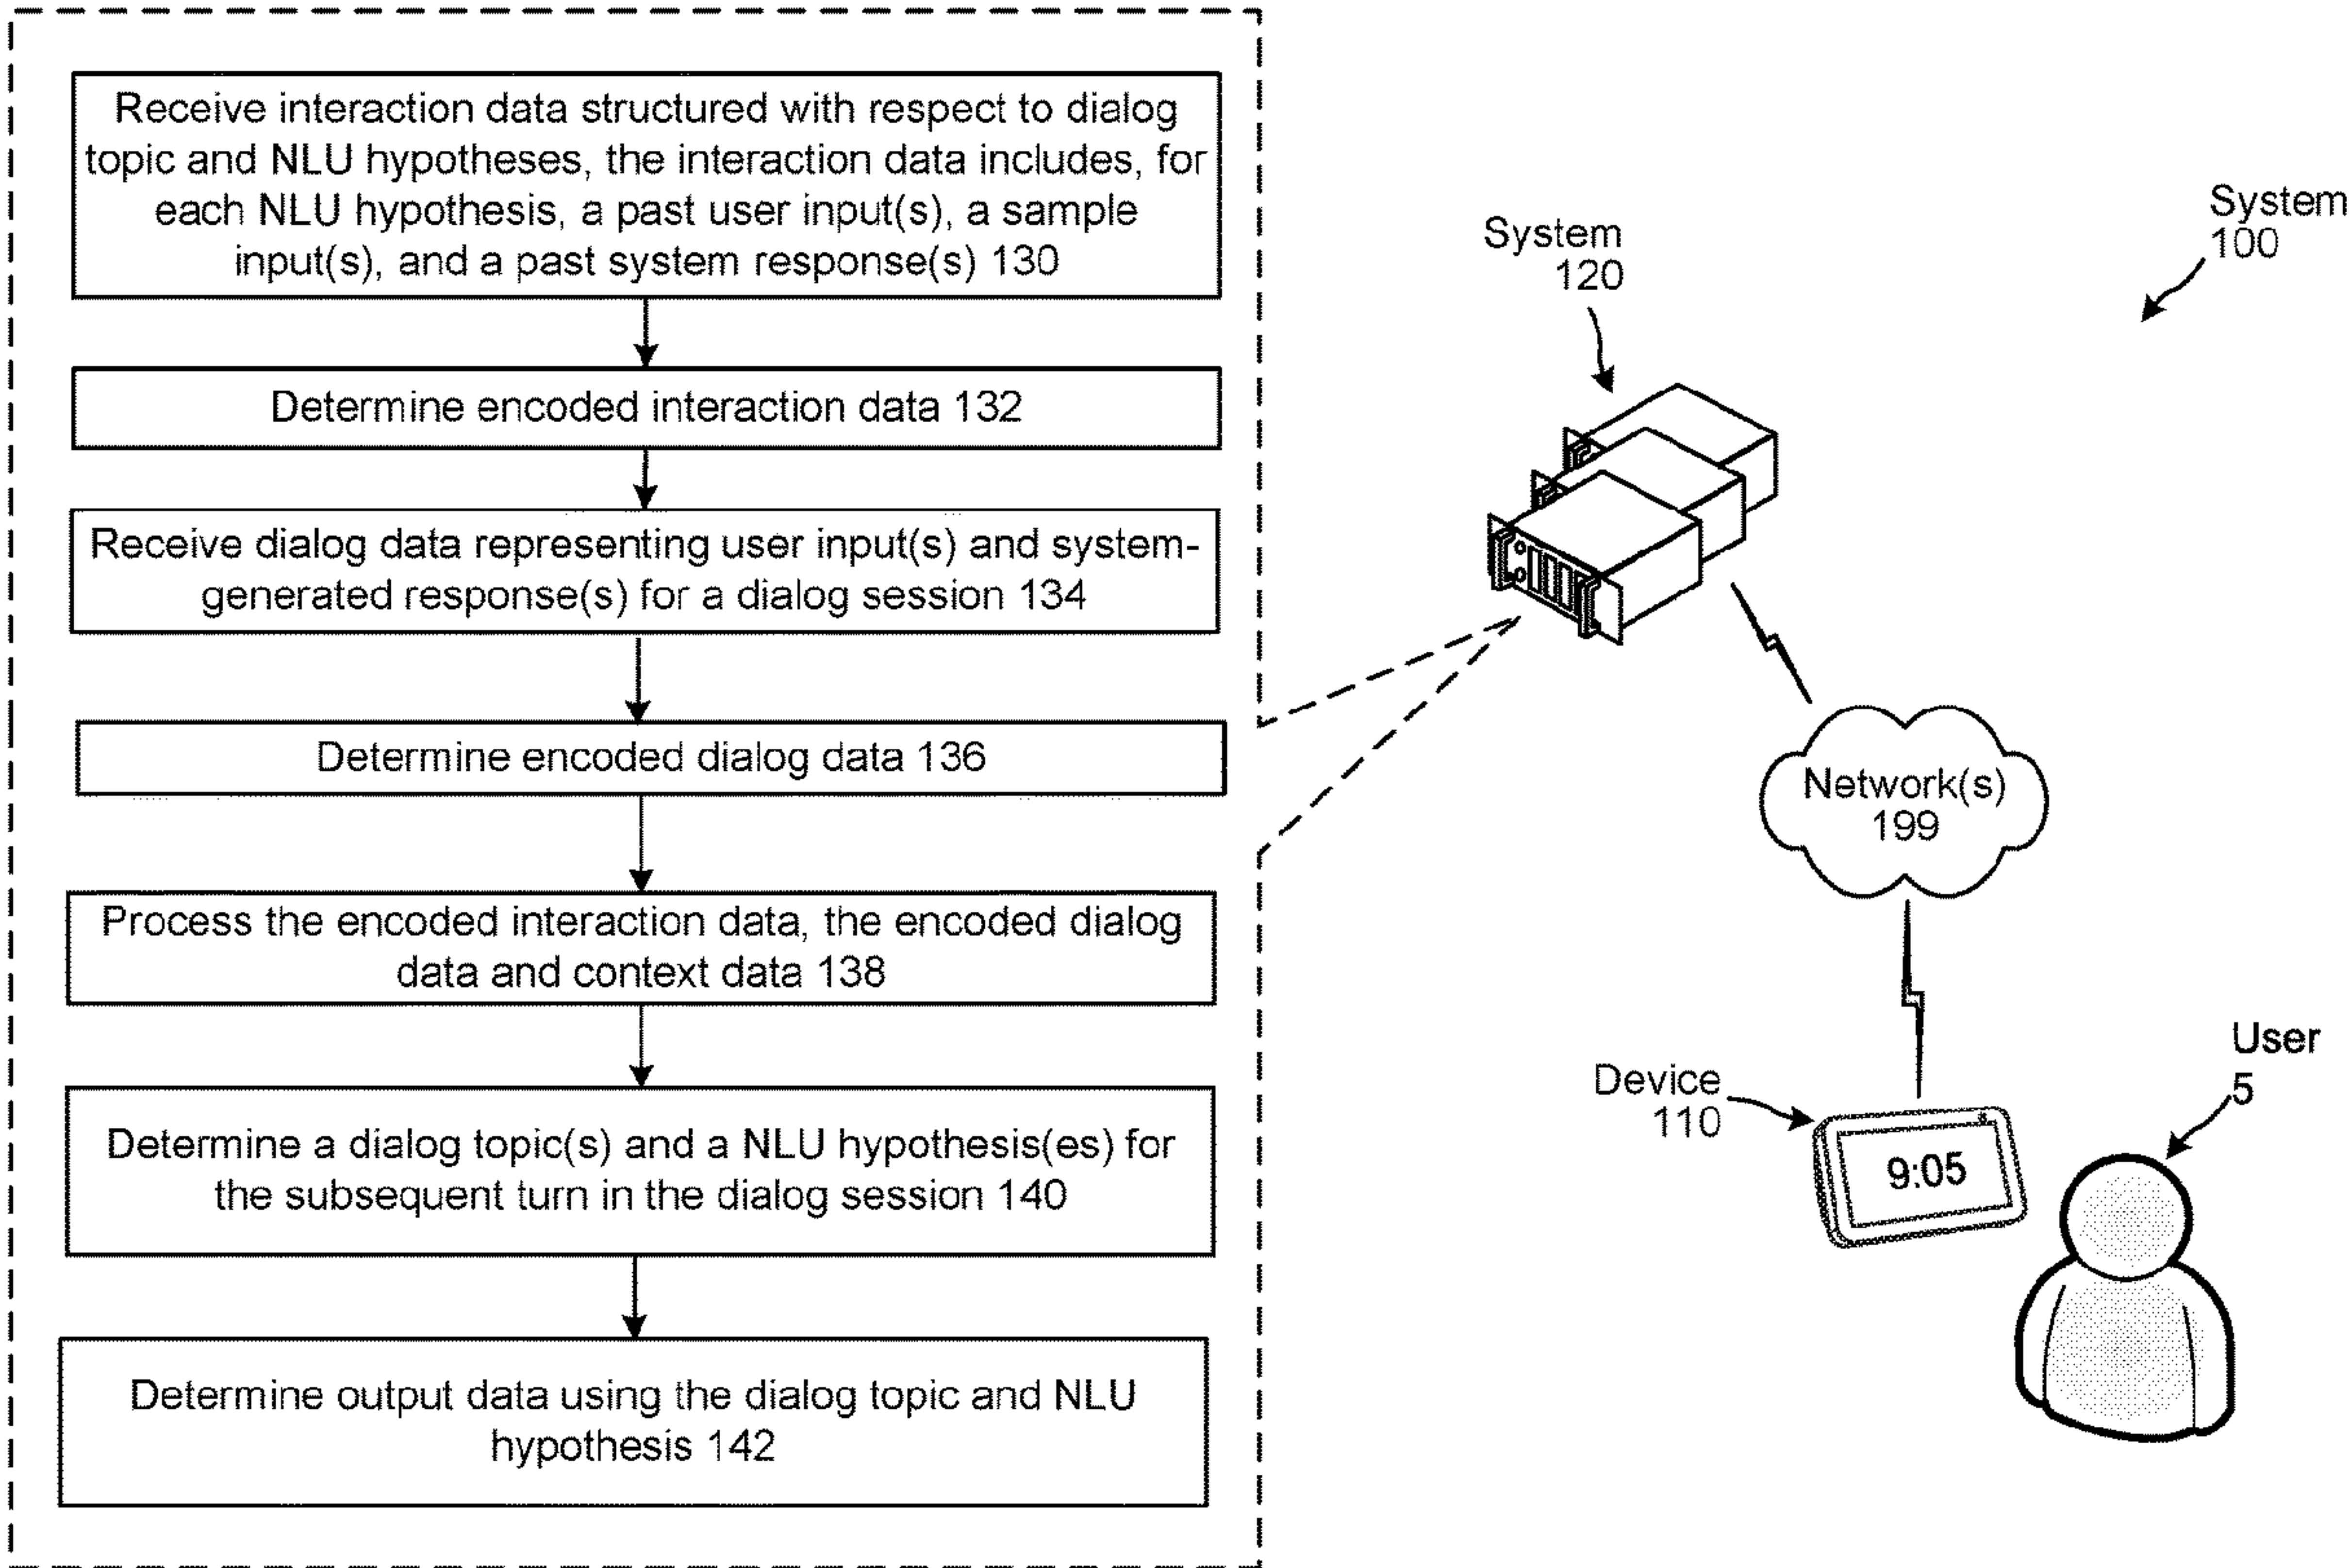 Receive interaction data structured with respect to dialog
topic and NLU hypotheses, the interaction data includes, for
each NLU hypothesis, a past user input(s), a sample
input(s), and a past system response(s) 130
Determine encoded interaction data 132
Receive dialog data representing user input(s) and system-
generated response(s) for a dialog session 134
Determine encoded dialog data 136
Process the encoded interaction data, the encoded dialog
data and context data 138
Determine a dialog topic(s) and a NLU hypothesis(es) for
the subsequent turn in the dialog session 140
Determine output data using the dialog topic and NLU
hypothesis 142
System
100
System
120
Network(s)
199
Device
110
9:05
User
5